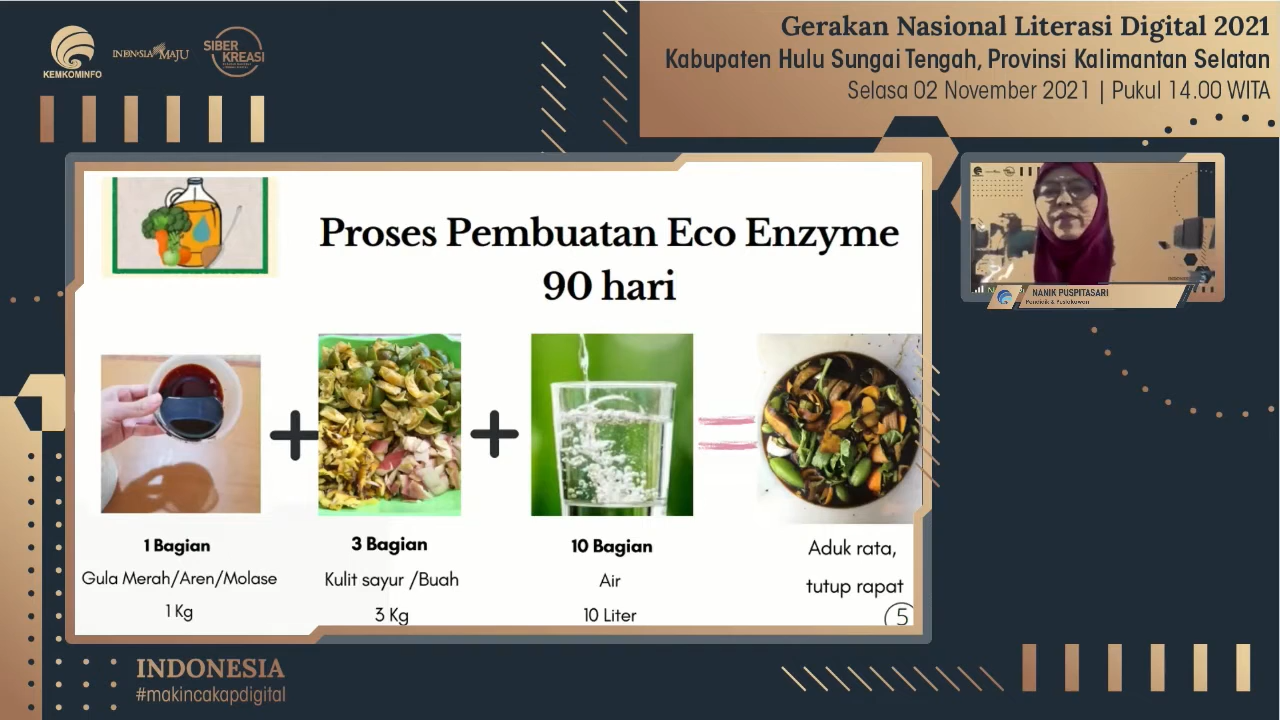 KEMKOMINFO
INDONESIA MAJU
SIBER
KREASI
Gerakan Nasional Literasi Digital 2021
Kabupaten Hulu Sungai Tengah, Provinsi Kalimantan Selatan
Selasa 02 November 2021 | Pukul 14.00 WITA
Proses Pembuatan Eco Enzyme
90 hari
1 Bagian
Gula Merah/Aren/Molase
1 Kg
3 Bagian
Kulit sayur /Buah
3 Kg
10 Bagian
Air
10 Liter
Aduk rata,
tutup rapat
5
NANIK PUSPITASARI
Pendidik & Pustakawan
INDONESIA
#makincakapdigital